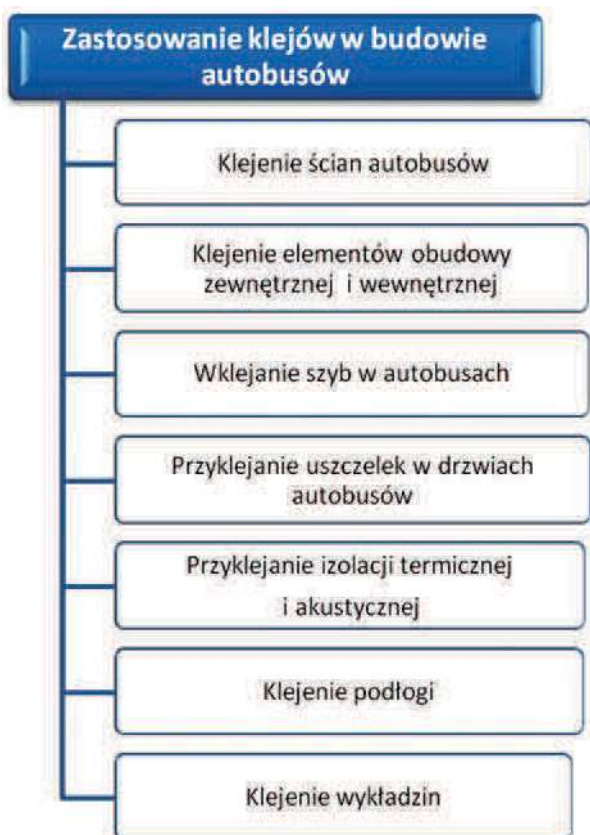 Zastosowanie klejów w budowie
autobusów
Klejenie ścian autobusów
Klejenie elementów obudowy
zewnętrznej i wewnętrznej
Wklejanie szyb w autobusach
Przyklejanie uszczelek w drzwiach
autobusów
Przyklejanie izolacji termicznej
i akustycznej
Klejenie podłogi
Klejenie wykładzin